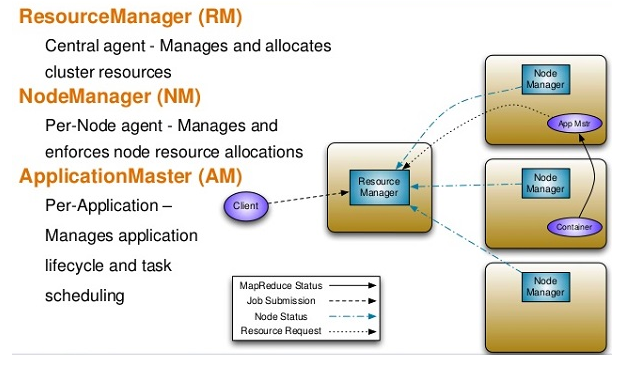 ResourceManager (RM)
Central agent - Manages and allocates
cluster resources
NodeManager (NM)
Per-Node agent - Manages and
enforces node resource allocations
ApplicationMaster (AM)
Per-Application –
Manages application
lifecycle and task
scheduling
Client
Resource
Manager
Node
Manager
App Mstr
Node
Manager
Container
Node
Manager
MapReduce Status
Job Submission
Node Status
Resource Request